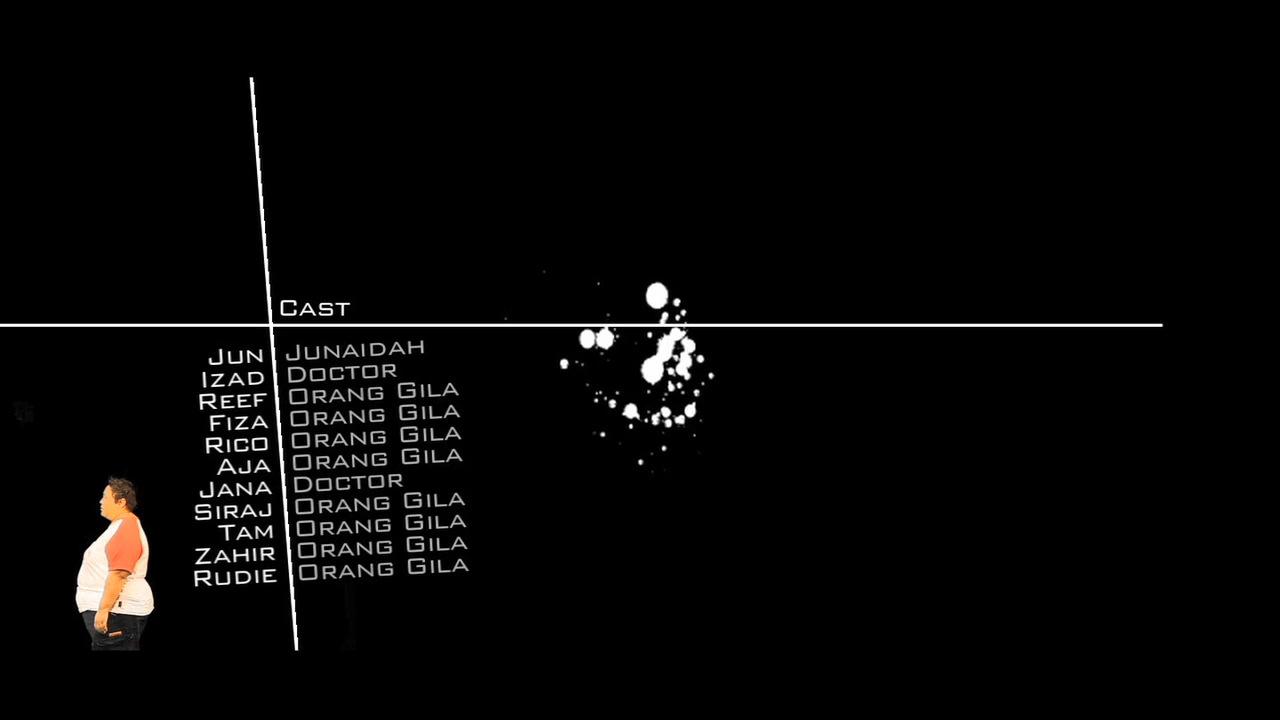 Cast
Jun Junaidah
Izad Doctor
Reef Orang Gila
Fiza Orang Gila
Rico Orang Gila
Aja Orang Gila
Jana Doctor
Siraj Orang Gila
Tam Orang Gila
Zahir Orang Gila
Rudie Orang Gila